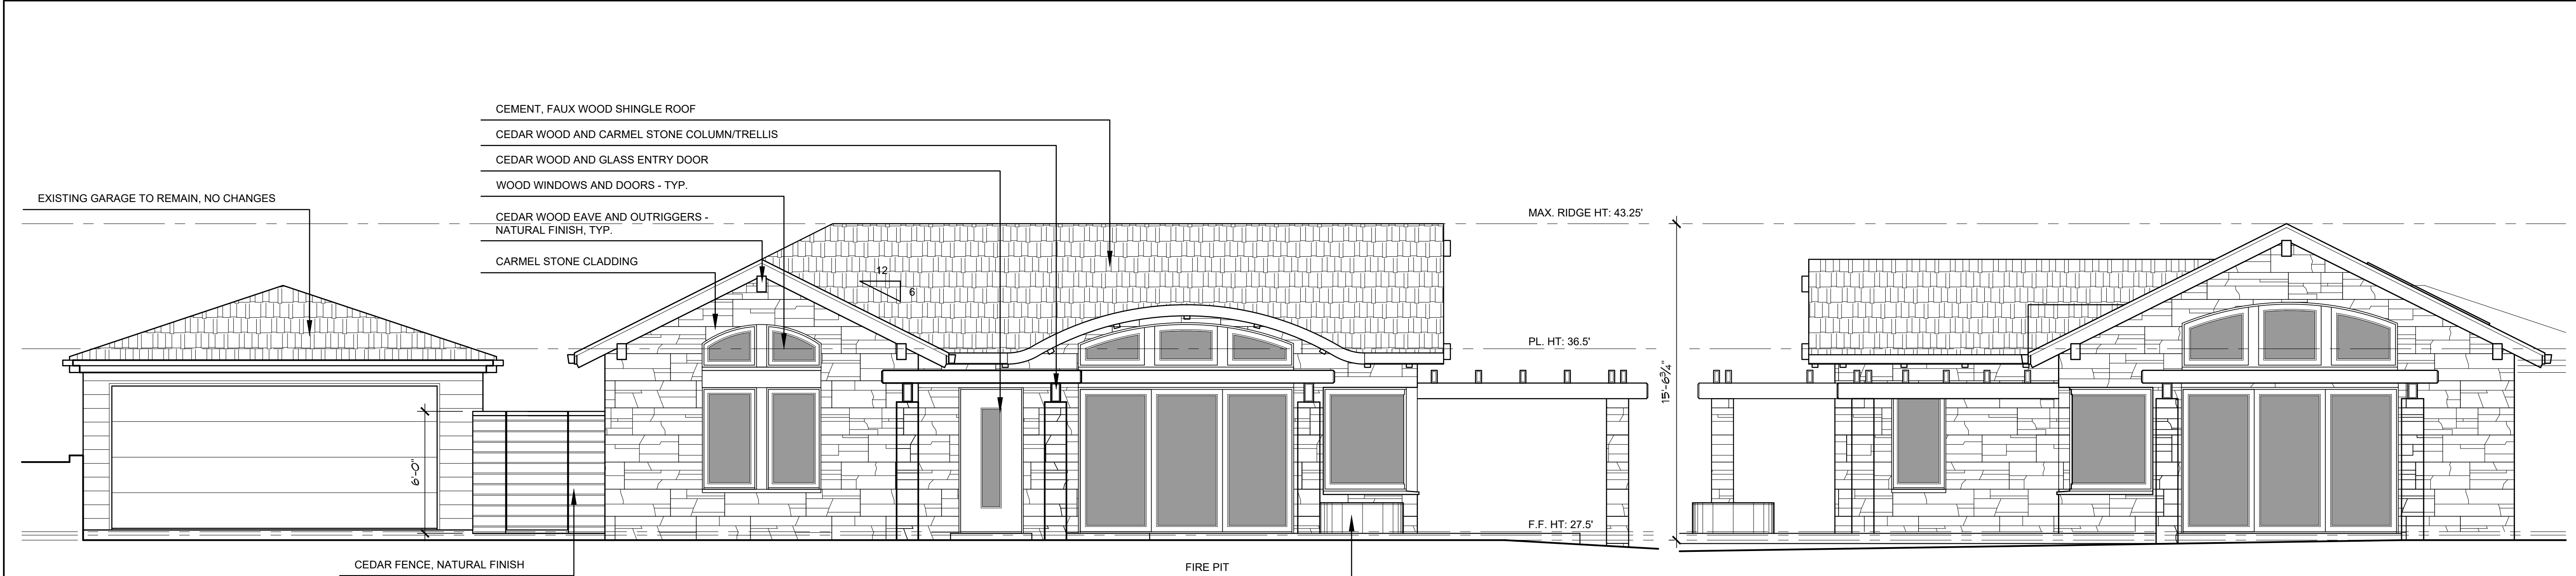 CEMENT, FAUX WOOD SHINGLE ROOF
CEDAR WOOD AND CARMEL STONE COLUMN/TRELLIS
CEDAR WOOD AND GLASS ENTRY DOOR
WOOD WINDOWS AND DOORS - TYP.
EXISTING GARAGE TO REMAIN, NO CHANGES
CEDAR WOOD EAVE AND OUTRIGGERS -
NATURAL FINISH, TYP.
CARMEL STONE CLADDING
12
6
MAX. RIDGE HT: 43.25'
PL. HT: 36.5'
15'-6¾"
6'-0"
F.F. HT: 27.5'
CEDAR FENCE, NATURAL FINISH
FIRE PIT